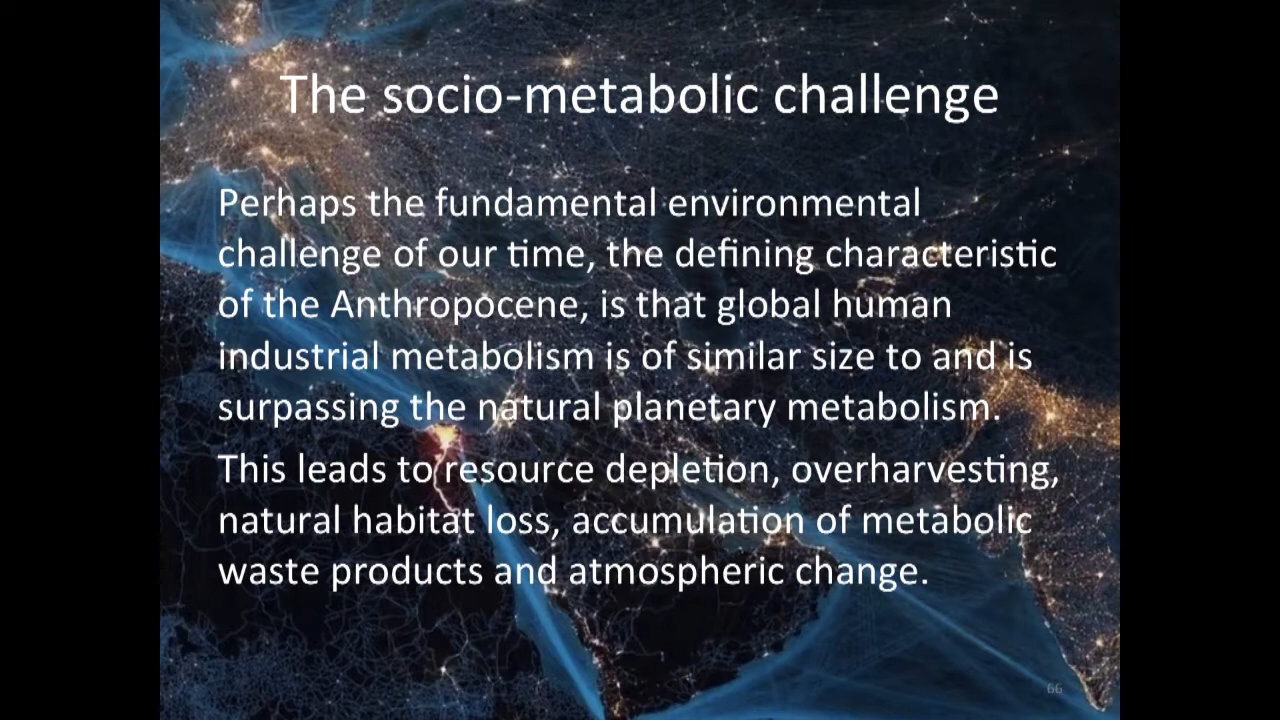 The socio-metabolic challenge
Perhaps the fundamental environmental
challenge of our time, the defining characteristic
of the Anthropocene, is that global human
industrial metabolism is of similar size to and is
surpassing the natural planetary metabolism.
This leads to resource depletion, overharvesting,
natural habitat loss, accumulation of metabolic
waste products and atmospheric change.
66